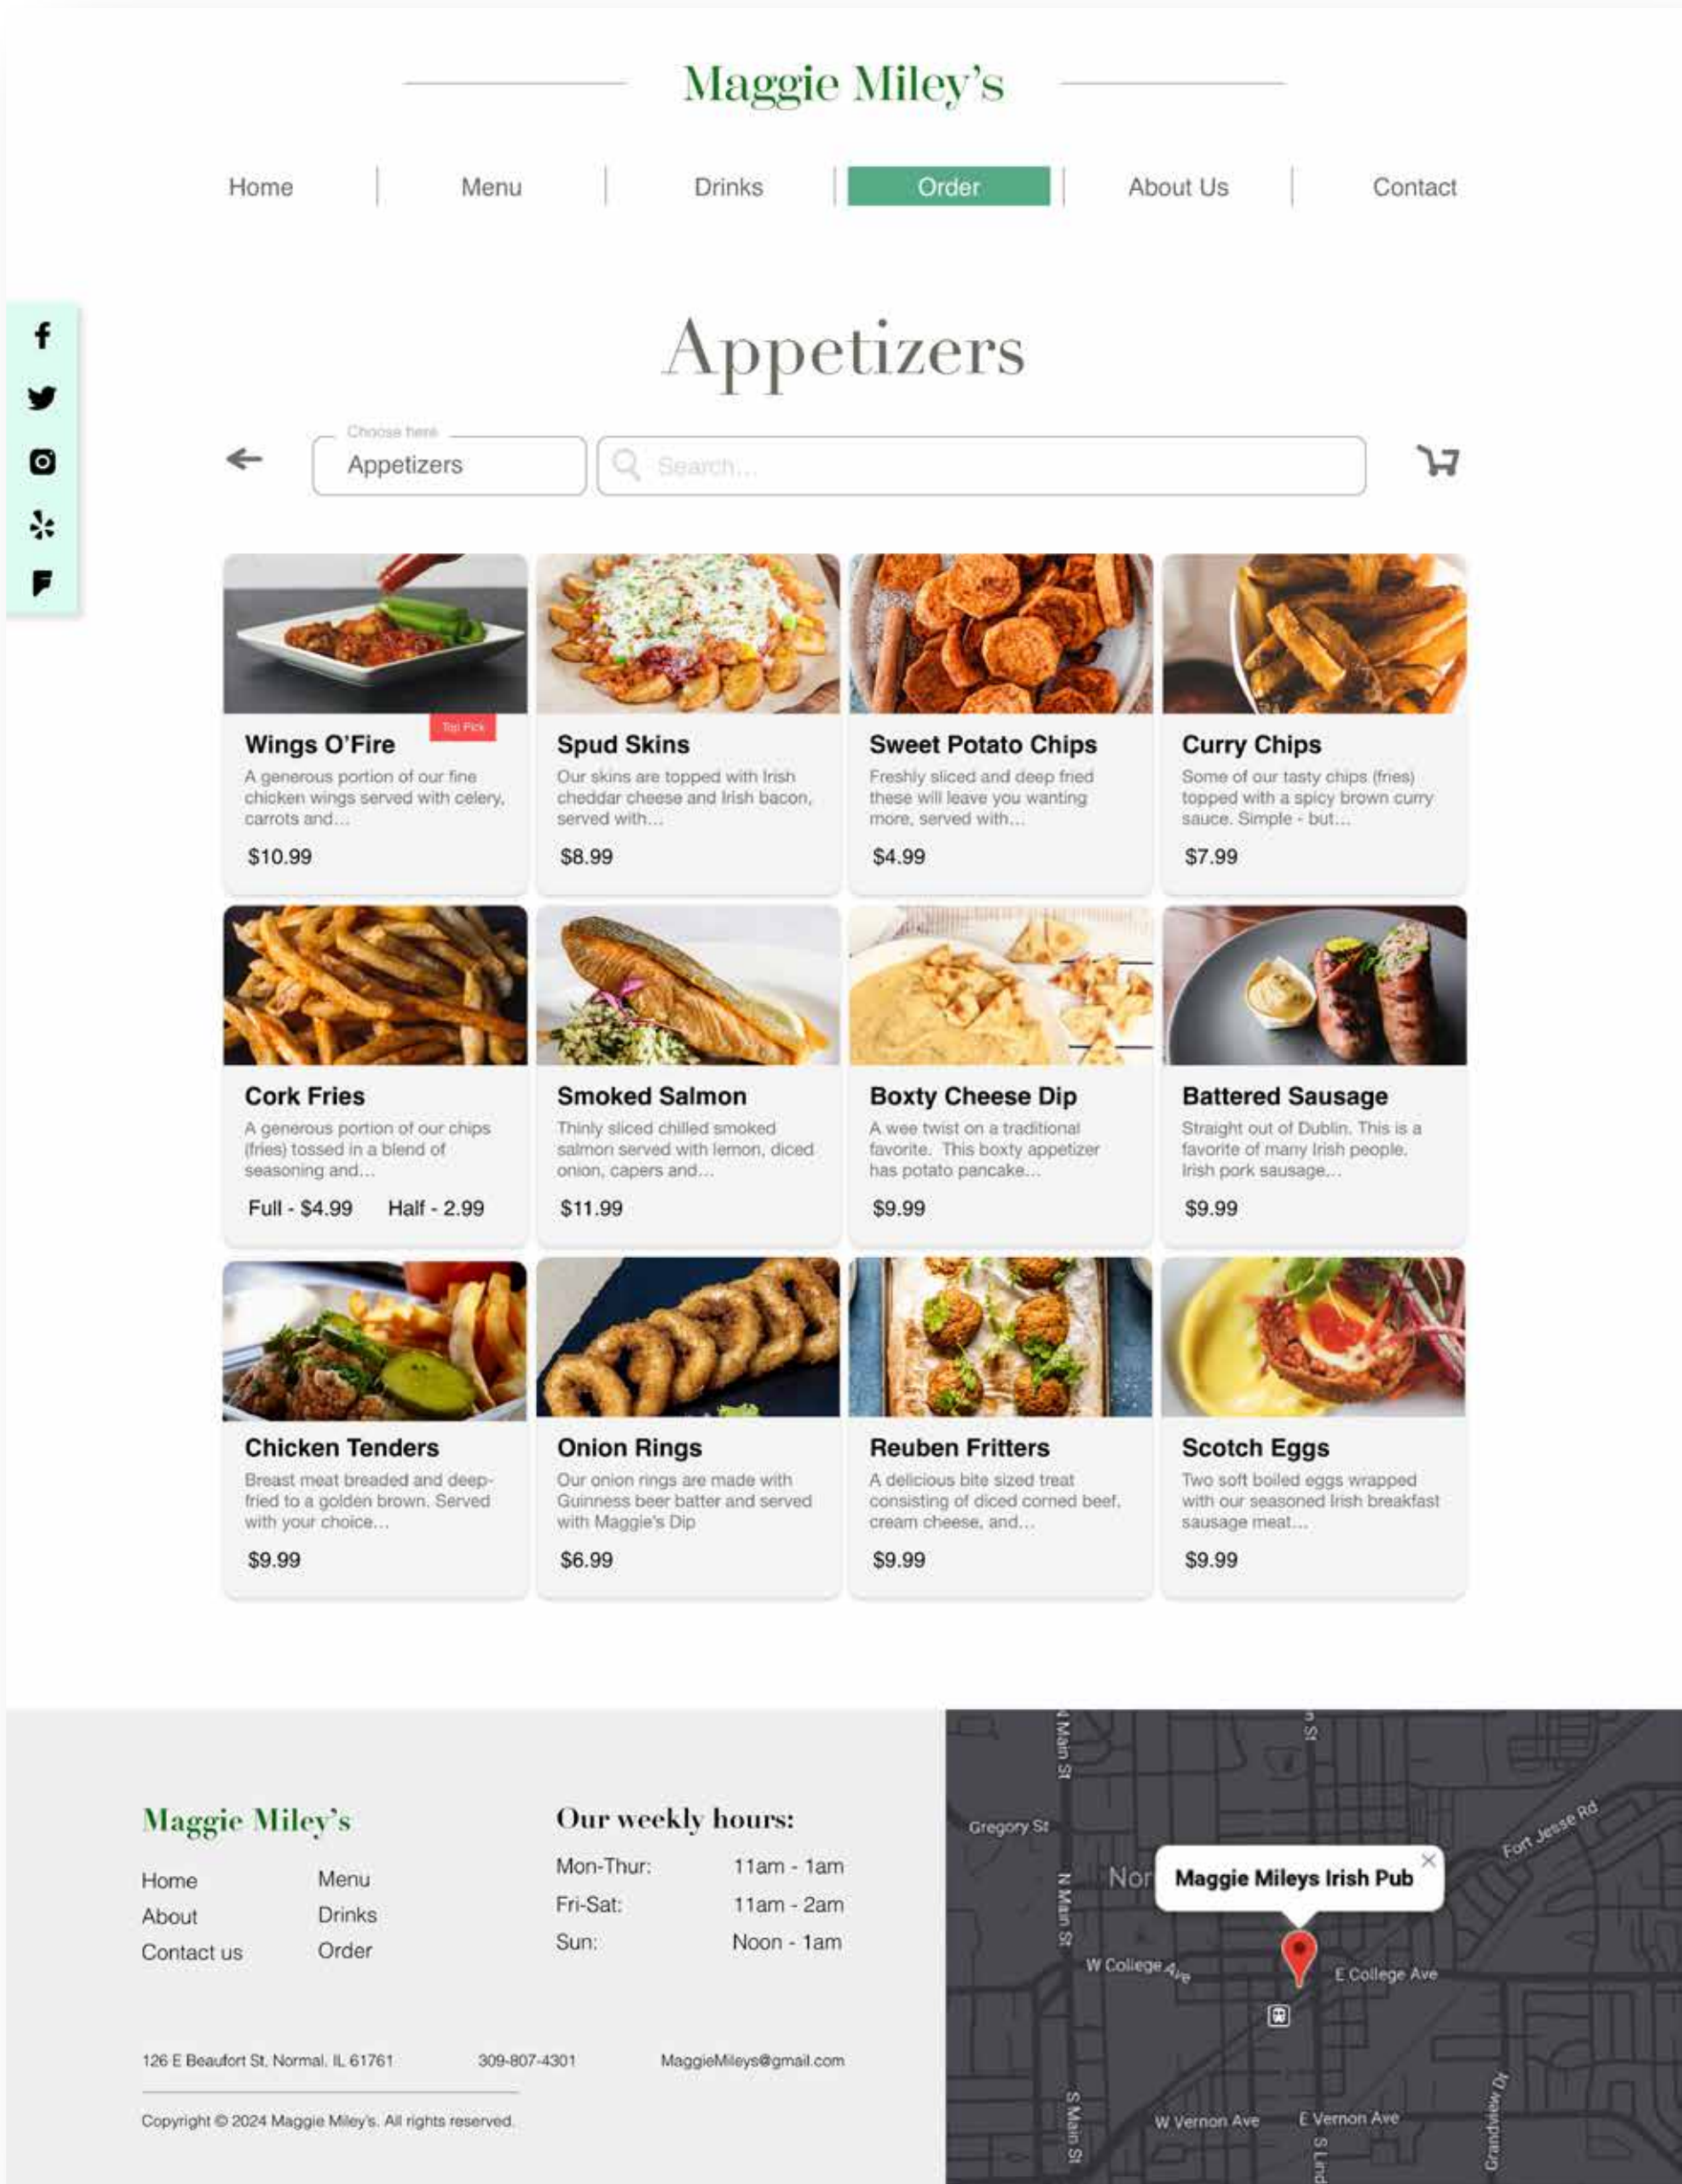 Maggie Miley's
Home
Menu
Drinks
Order
About Us
Contact
Appetizers
Choose here
Appetizers
Search...
Top Pick
Wings O'Fire
A generous portion of our fine
chicken wings served with celery,
carrots and...
$10.99
Spud Skins
Our skins are topped with Irish
cheddar cheese and Irish bacon,
served with...
$8.99
Sweet Potato Chips
Freshly sliced and deep fried
these will leave you wanting
more, served with...
$4.99
Curry Chips
Some of our tasty chips (fries)
topped with a spicy brown curry
sauce. Simple - but...
$7.99
Cork Fries
A generous portion of our chips
(fries) tossed in a blend of
seasoning and...
Full - $4.99 Half - 2.99
Smoked Salmon
Thinly sliced chilled smoked
salmon served with lemon, diced
onion, capers and...
$11.99
Boxty Cheese Dip
A wee twist on a traditional
favorite. This boxty appetizer
has potato pancake...
$9.99
Battered Sausage
Straight out of Dublin. This is a
favorite of many Irish people.
Irish pork sausage...
$9.99
Chicken Tenders
Breast meat breaded and deep-
fried to a golden brown. Served
with your choice...
$9.99
Onion Rings
Our onion rings are made with
Guinness beer batter and served
with Maggie's Dip
$6.99
Reuben Fritters
A delicious bite sized treat
consisting of diced corned beef,
cream cheese, and...
$9.99
Scotch Eggs
Two soft boiled eggs wrapped
with our seasoned Irish breakfast
sausage meat...
$9.99
Maggie Miley's
Home
Menu
About
Drinks
Contact us
Order
Our weekly hours:
Mon-Thur: 11am - 1am
Fri-Sat: 11am - 2am
Sun: Noon - 1am
126 E Beaufort St, Normal, IL 61761
309-807-4301
MaggieMileys@gmail.com
Copyright © 2024 Maggie Miley's. All rights reserved.
N Main St
St
Gregory St
Fort Jesse Rd
Nor
Maggie Mileys Irish Pub
N Main St
W College Ave
E College Ave
S Main St
W Vernon Ave
E Vernon Ave
S Lind
Grandview Dr